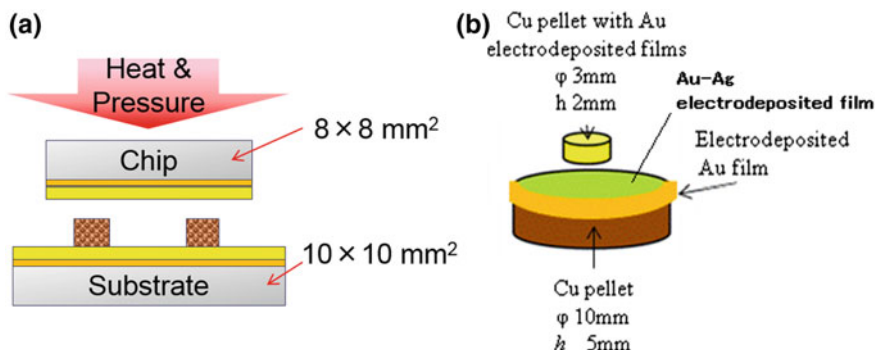 (a)
Heat &
Pressure
8 × 8 mm²
Chip
10 × 10 mm²
Substrate
(b)
Cu pellet with Au
electrodeposited films
φ 3mm
h 2mm
Au-Ag
electrodeposited film
Electrodeposited
Au film
Cu pellet
φ 10mm
h 5mm